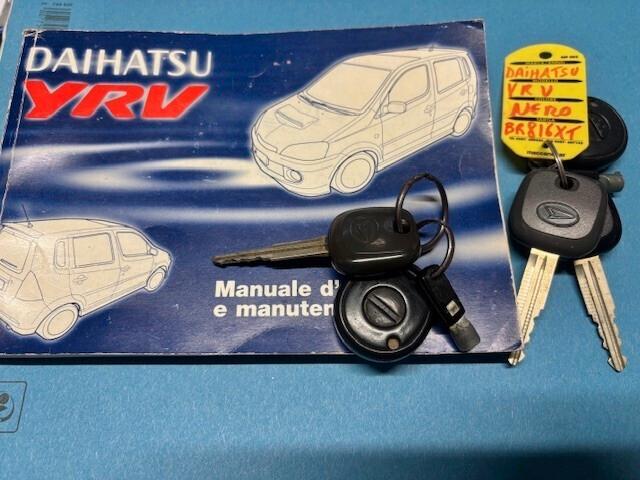 DAIHATSU
YRV
Manuale d'
e manuten
DAIHATSU
YRV
NERO
BR816XT